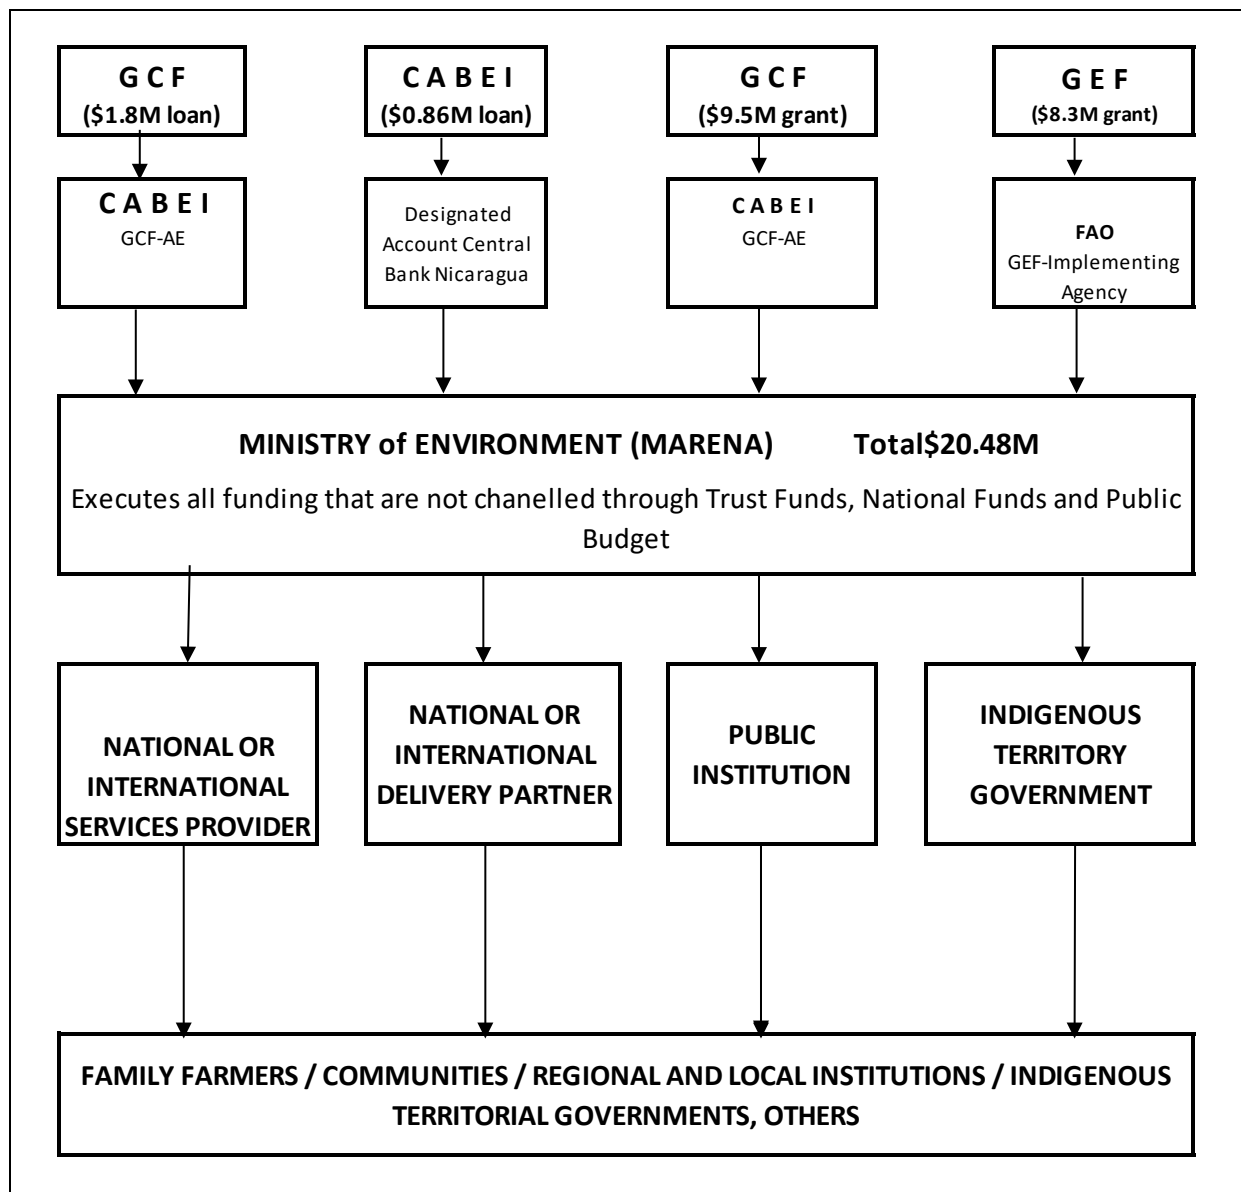 G C F
($1.8M loan)
C A B E I
($0.86M loan)
G C F
($9.5M grant)
G E F
($8.3M grant)
C A B E I
GCF-AE
Designated
Account Central
Bank Nicaragua
C A B E I
GCF-AE
FAO
GEF-Implementing
Agency
MINISTRY of ENVIRONMENT (MARENA) Total$20.48M
Executes all funding that are not chanelled through Trust Funds, National Funds and Public
Budget
NATIONAL OR
INTERNATIONAL
SERVICES PROVIDER
NATIONAL OR
INTERNATIONAL
DELIVERY PARTNER
PUBLIC
INSTITUTION
INDIGENOUS
TERRITORY
GOVERNMENT
FAMILY FARMERS / COMMUNITIES / REGIONAL AND LOCAL INSTITUTIONS / INDIGENOUS
TERRITORIAL GOVERNMENTS, OTHERS